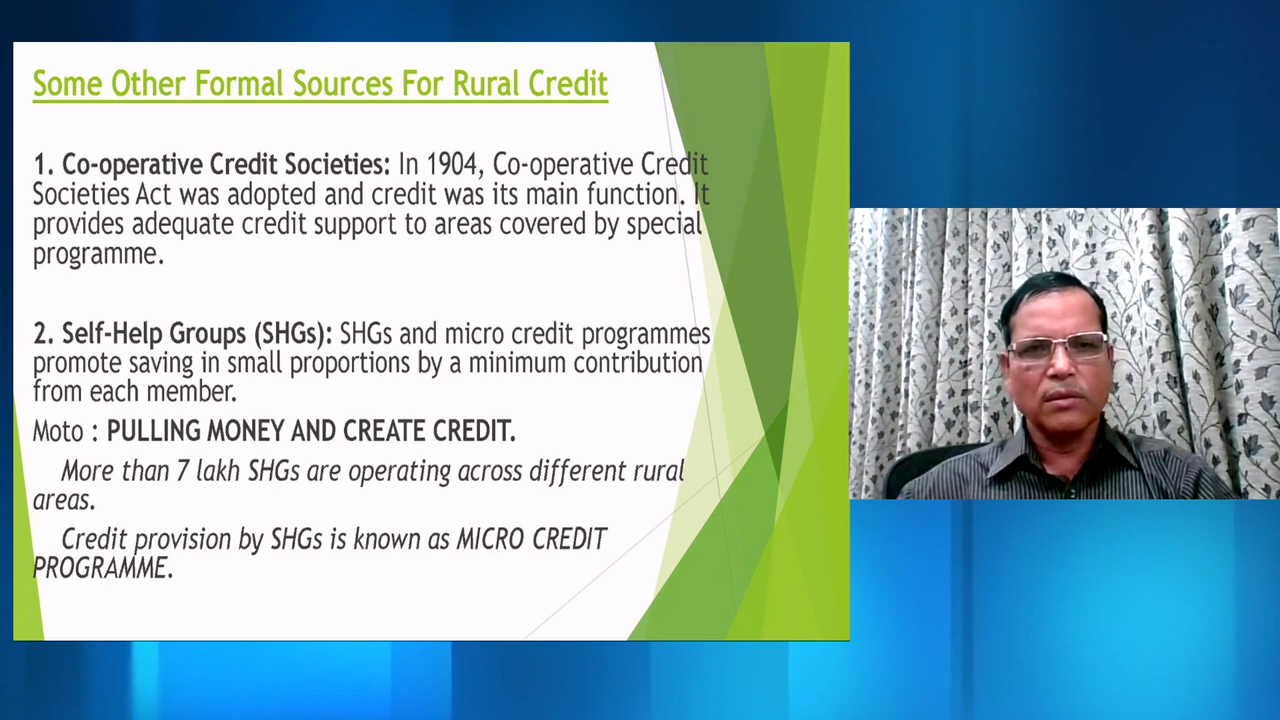 Some Other Formal Sources For Rural Credit
1. Co-operative Credit Societies: In 1904, Co-operative Credit
Societies Act was adopted and credit was its main function. It
provides adequate credit support to areas covered by special
programme.
2. Self-Help Groups (SHGs): SHGs and micro credit programmes
promote saving in small proportions by a minimum contribution
from each member.
Moto : PULLING MONEY AND CREATE CREDIT.
More than 7 lakh SHGs are operating across different rural
areas.
Credit provision by SHGs is known as MICRO CREDIT
PROGRAMME.